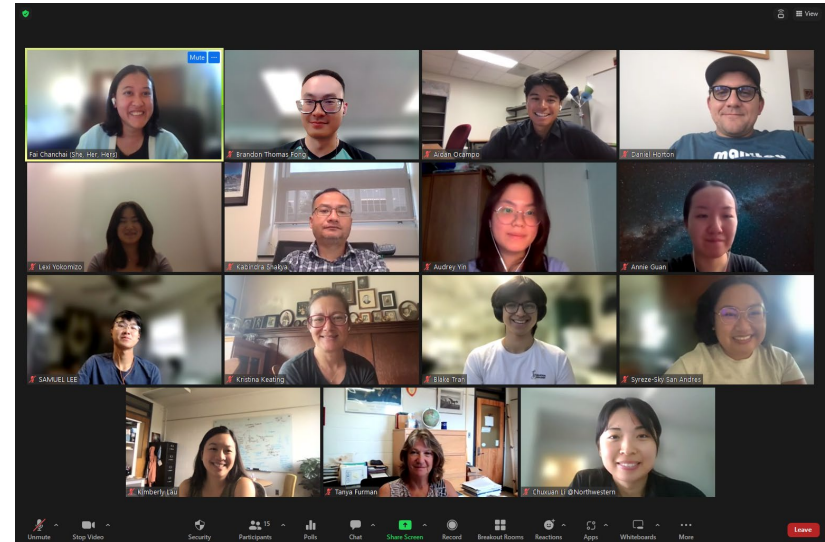 View
Mute ...
Fai Chanchai (She, Her, Hers)
Brandon Thomas Fong
Aidan Ocampo
Daniel Horton
Lexi Yokomizo
Kabindra Shakya
Audrey Yin
Annie Guan
SAMUEL LEE
Kristina Keating
Blake Tran
Syreze-Sky San Andres
Kimberly Lau
Tanya Furman
Chuxuan Li @Northwestern
Unmute
Stop Video
Security
15
Participants
Polls
Chat
Share Screen
Record
Breakout Rooms
Reactions
Apps
Whiteboards
More
Leave